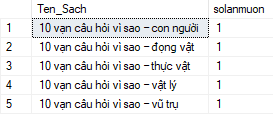 Ten_Sach solanmuon
1 10 vạn câu hỏi vì sao – con người 1
2 10 vạn câu hỏi vì sao – đọng vật 1
3 10 vạn câu hỏi vì sao – thực vật 1
4 10 vạn câu hỏi vì sao – vật lý 1
5 10 vạn câu hỏi vì sao – vũ trụ 1